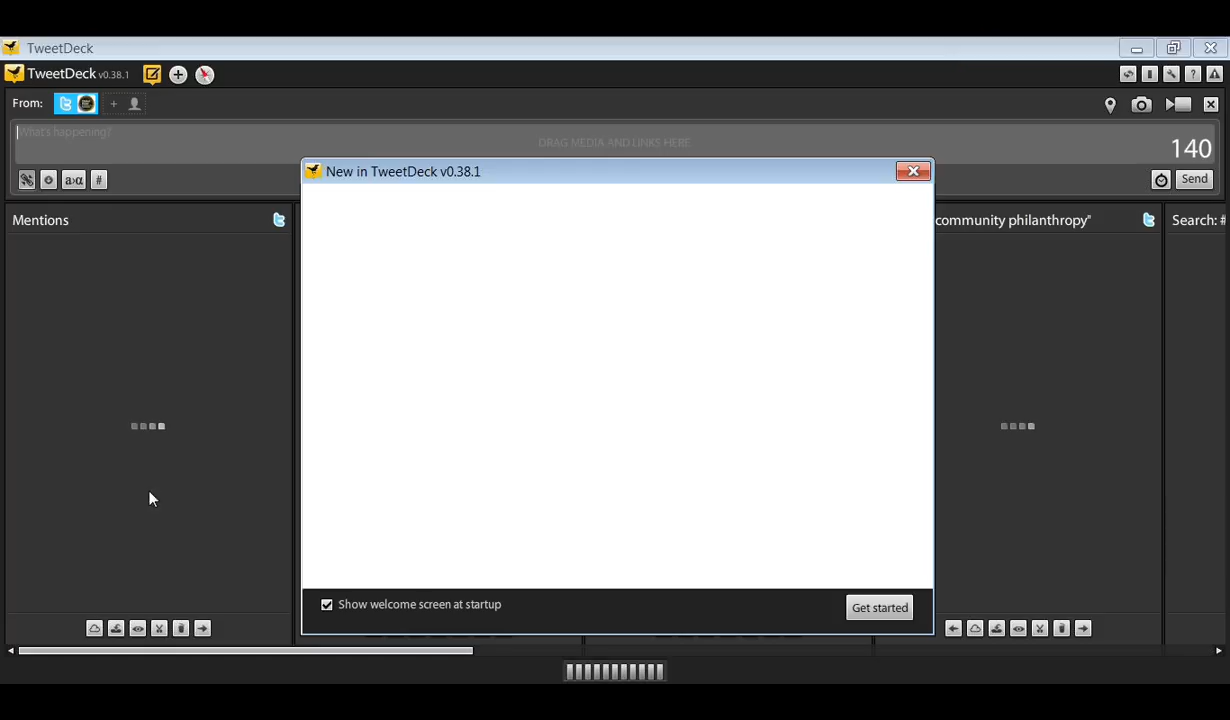 TweetDeck
TweetDeck v0.38.1
From:
What's happening?
DRAG MEDIA AND LINKS HERE
140
Send
New in TweetDeck v0.38.1
Mentions
community philanthropy"
Search: #
Show welcome screen at startup
Get started